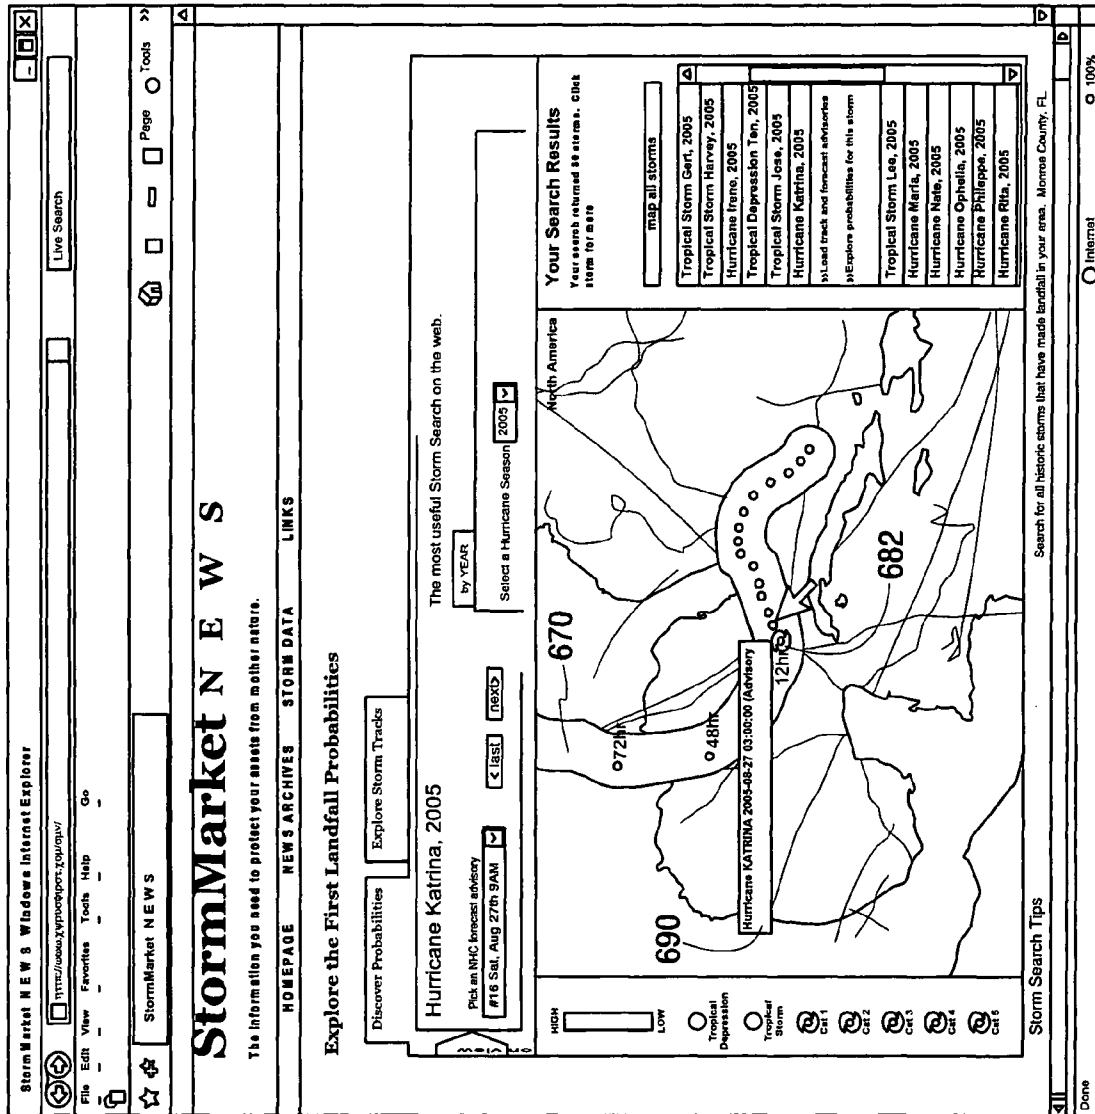 StormMarket N E W S Windows Internet Explorer
Live Search
File Edit View Favorites Tools Help Go
StormMarket N E W S
Page Tools
StormMarket N E W S
The information you need to protect your assets from mother nature.
HOMEPAGE NEWS ARCHIVES STORM DATA LINKS
Explore the First Landfall Probabilities
Discover Probabilities Explore Storm Tracks
Hurricane Katrina, 2005
The most useful Storm Search on the web.
Pick an NHC forecast advisory
#16 Sat, Aug 27th 9AM
< last next>
by YEAR
Select a Hurricane Season 2005
HIGH
LOW
Tropical
Depression
Tropical
Storm
Cat 1
Cat 2
Cat 3
Cat 4
Cat 5
North America
670
690
682
72hr
48hr
12hr
Hurricane KATRINA 2005-08-27 03:00:00 (Advisory
Your Search Results
Your search returned 50 storms. Click
storm for more
map all storms
Tropical Storm Gert, 2005
Tropical Storm Harvey, 2005
Hurricane Irene, 2005
Tropical Depression Ten, 2005
Tropical Storm Jose, 2005
Hurricane Katrina, 2005
»Load track and forecast advisories
»Explore probabilities for this storm
Tropical Storm Lee, 2005
Hurricane Maria, 2005
Hurricane Nate, 2005
Hurricane Ophelia, 2005
Hurricane Philippe, 2005
Hurricane Rita, 2005
Storm Search Tips
Search for all historic storms that have made landfall in your area. Monroe County, FL
Done
Internet
100%